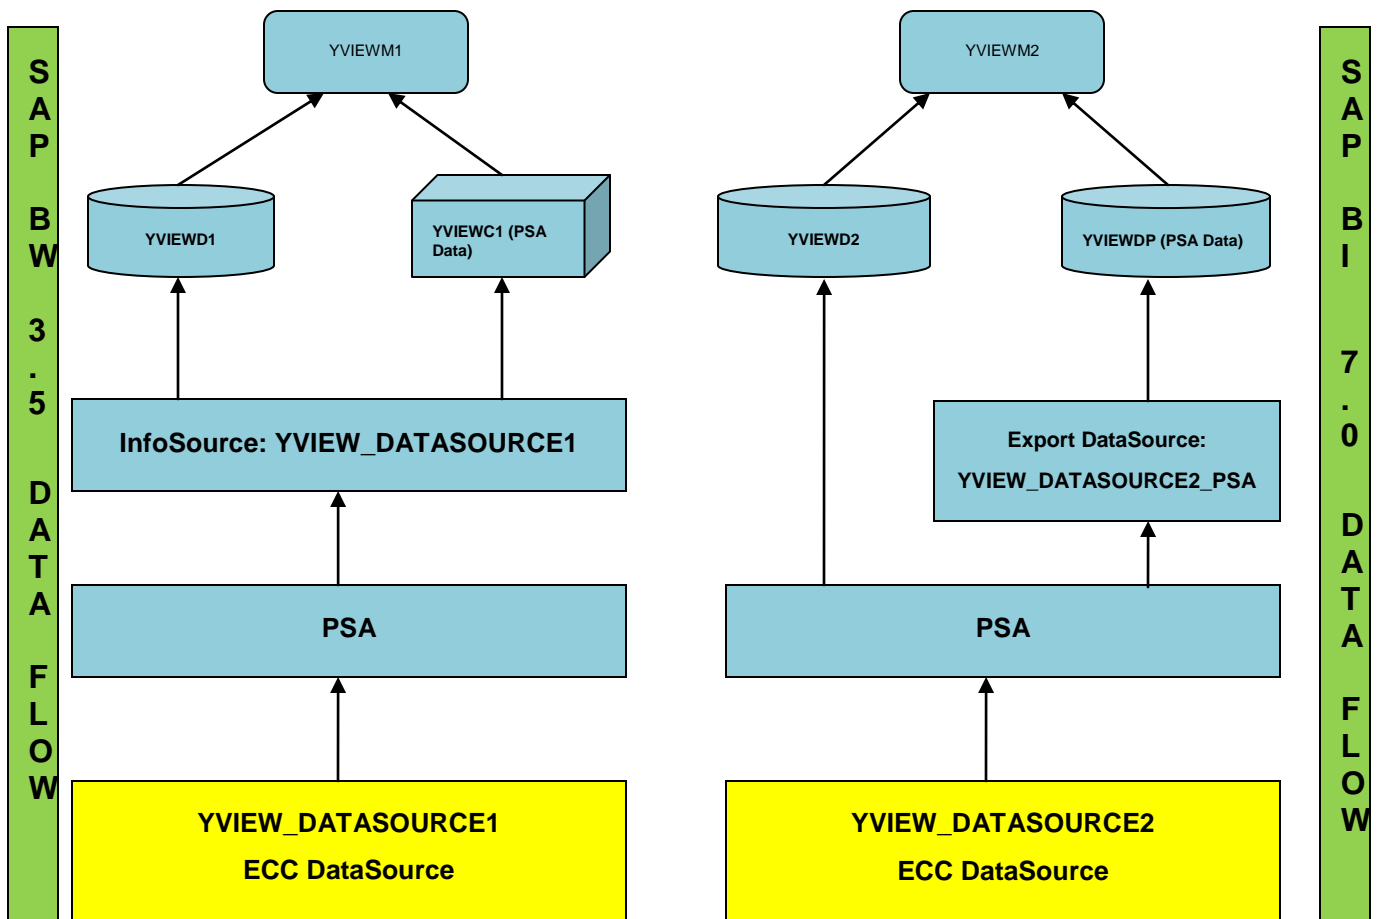 SAP BW 3.5 DATA FLOW
YVIEWM1
YVIEWD1
YVIEWC1 (PSA
Data)
InfoSource: YVIEW_DATASOURCE1
PSA
YVIEW_DATASOURCE1
ECC DataSource
YVIEWM2
YVIEWD2
YVIEWDP (PSA Data)
Export DataSource:
YVIEW_DATASOURCE2_PSA
PSA
YVIEW_DATASOURCE2
ECC DataSource
SAP BI 7.0 DATA FLOW